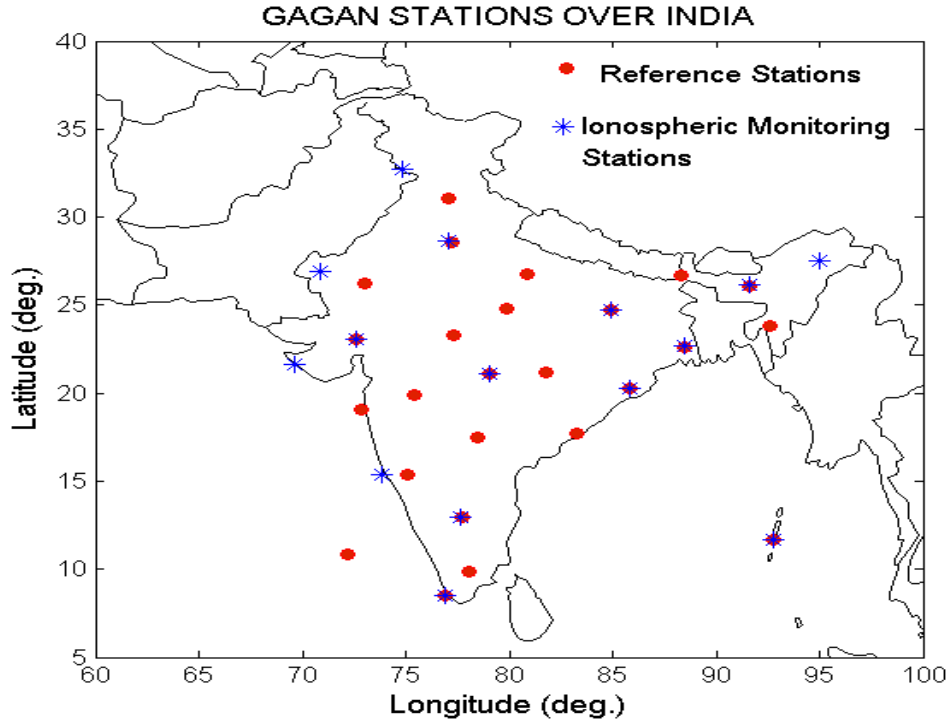 GAGAN STATIONS OVER INDIA
Reference Stations
Ionospheric Monitoring
Stations
Latitude (deg.)
40
35
30
25
20
15
10
5
60 70 75 80 85 90 95 100
Longitude (deg.)